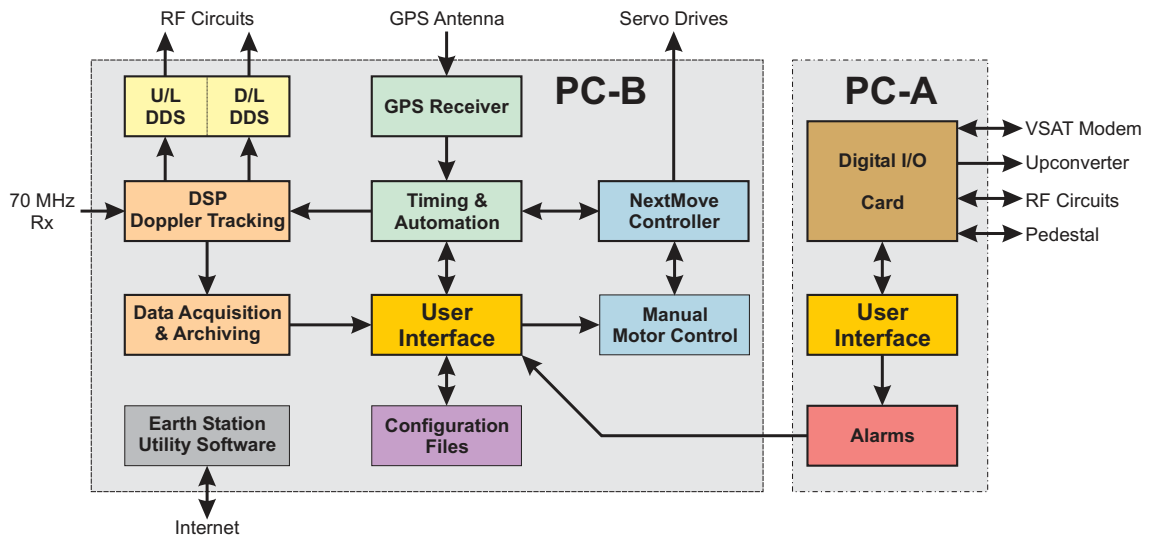 RF Circuits
GPS Antenna
Servo Drives
PC-B
PC-A
U/L
DDS
D/L
DDS
GPS Receiver
Digital I/O
Card
VSAT Modem
Upconverter
RF Circuits
Pedestal
70 MHz
Rx
DSP
Doppler Tracking
Timing &
Automation
NextMove
Controller
Data Acquisition
& Archiving
User
Interface
Manual
Motor Control
User
Interface
Earth Station
Utility Software
Configuration
Files
Alarms
Internet